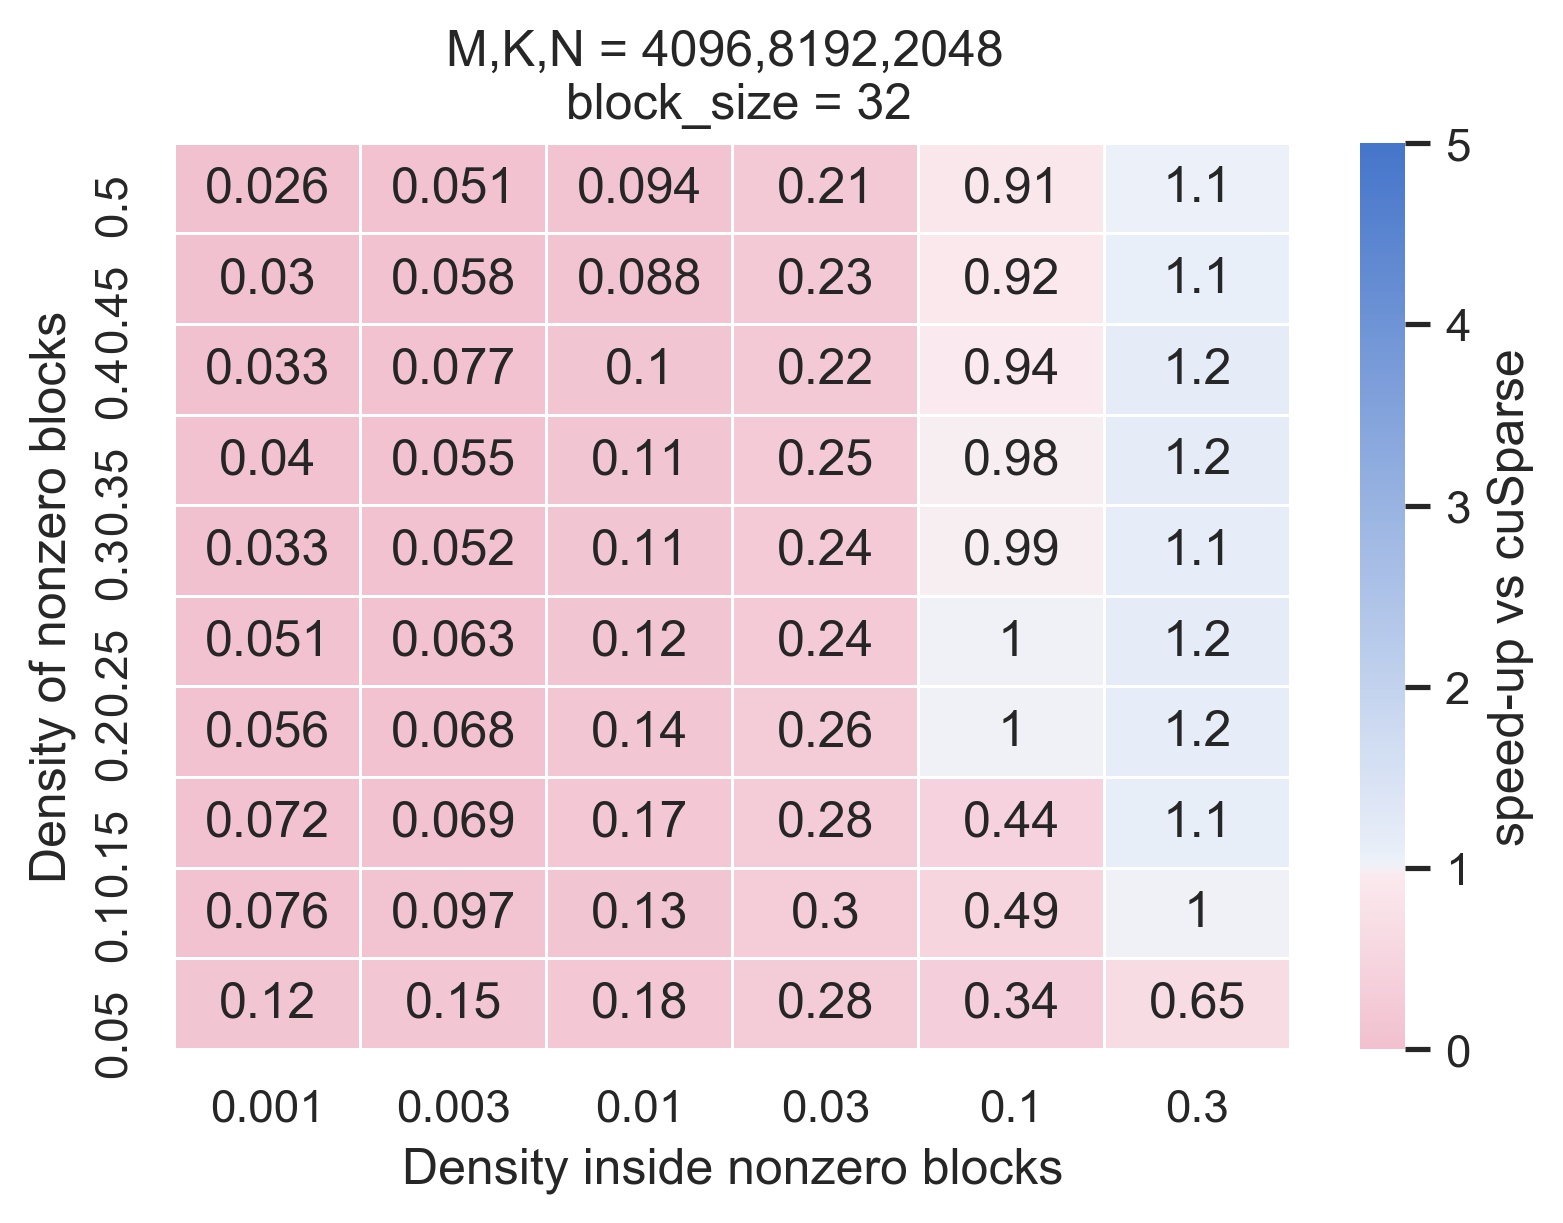 M,K,N = 4096,8192,2048
block_size = 32
Density of nonzero blocks
0.5 0.026 0.051 0.094 0.21 0.91 1.1
0.45 0.03 0.058 0.088 0.23 0.92 1.1
0.4 0.033 0.077 0.1 0.22 0.94 1.2
0.35 0.04 0.055 0.11 0.25 0.98 1.2
0.3 0.033 0.052 0.11 0.24 0.99 1.1
0.25 0.051 0.063 0.12 0.24 1 1.2
0.2 0.056 0.068 0.14 0.26 1 1.2
0.15 0.072 0.069 0.17 0.28 0.44 1.1
0.1 0.076 0.097 0.13 0.3 0.49 1
0.05 0.12 0.15 0.18 0.28 0.34 0.65
0.001 0.003 0.01 0.03 0.1 0.3
Density inside nonzero blocks
5
4
3
2
1
0
speed-up vs cuSparse